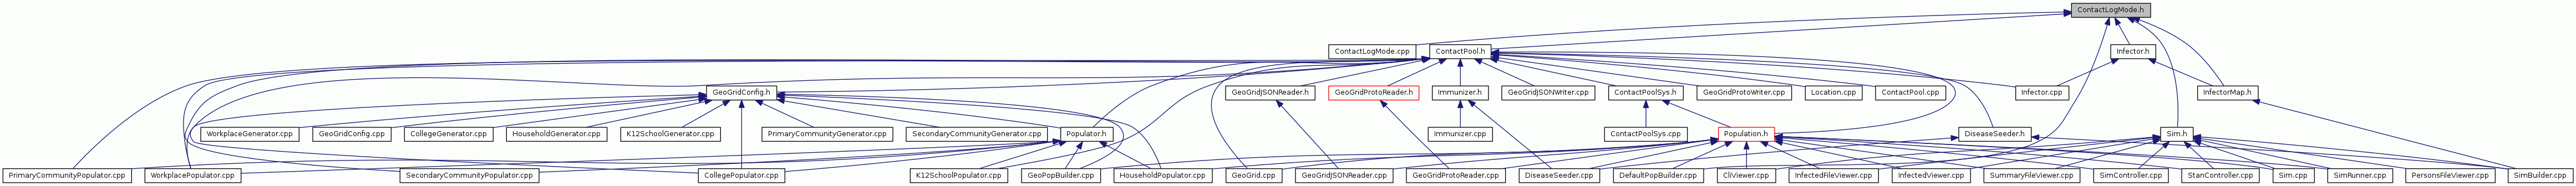 ContactLogMode.h
ContactLogMode.cpp
ContactPool.h
Infector.h
GeoGridConfig.h
GeoGridJSONReader.h
GeoGridProtoReader.h
Immunizer.h
GeoGridJSONWriter.cpp
ContactPoolSys.h
GeoGridProtoWriter.cpp
Location.cpp
ContactPool.cpp
Infector.cpp
InfectorMap.h
WorkplaceGenerator.cpp
GeoGridConfig.cpp
CollegeGenerator.cpp
HouseholdGenerator.cpp
K12SchoolGenerator.cpp
PrimaryCommunityGenerator.cpp
SecondaryCommunityGenerator.cpp
Populator.h
Immunizer.cpp
ContactPoolSys.cpp
Population.h
DiseaseSeeder.h
Sim.h
PrimaryCommunityPopulator.cpp
WorkplacePopulator.cpp
SecondaryCommunityPopulator.cpp
CollegePopulator.cpp
K12SchoolPopulator.cpp
GeoPopBuilder.cpp
HouseholdPopulator.cpp
GeoGrid.cpp
GeoGridJSONReader.cpp
GeoGridProtoReader.cpp
DiseaseSeeder.cpp
DefaultPopBuilder.cpp
CliViewer.cpp
InfectedFileViewer.cpp
InfectedViewer.cpp
SummaryFileViewer.cpp
SimController.cpp
StanController.cpp
Sim.cpp
SimRunner.cpp
PersonsFileViewer.cpp
SimBuilder.cpp